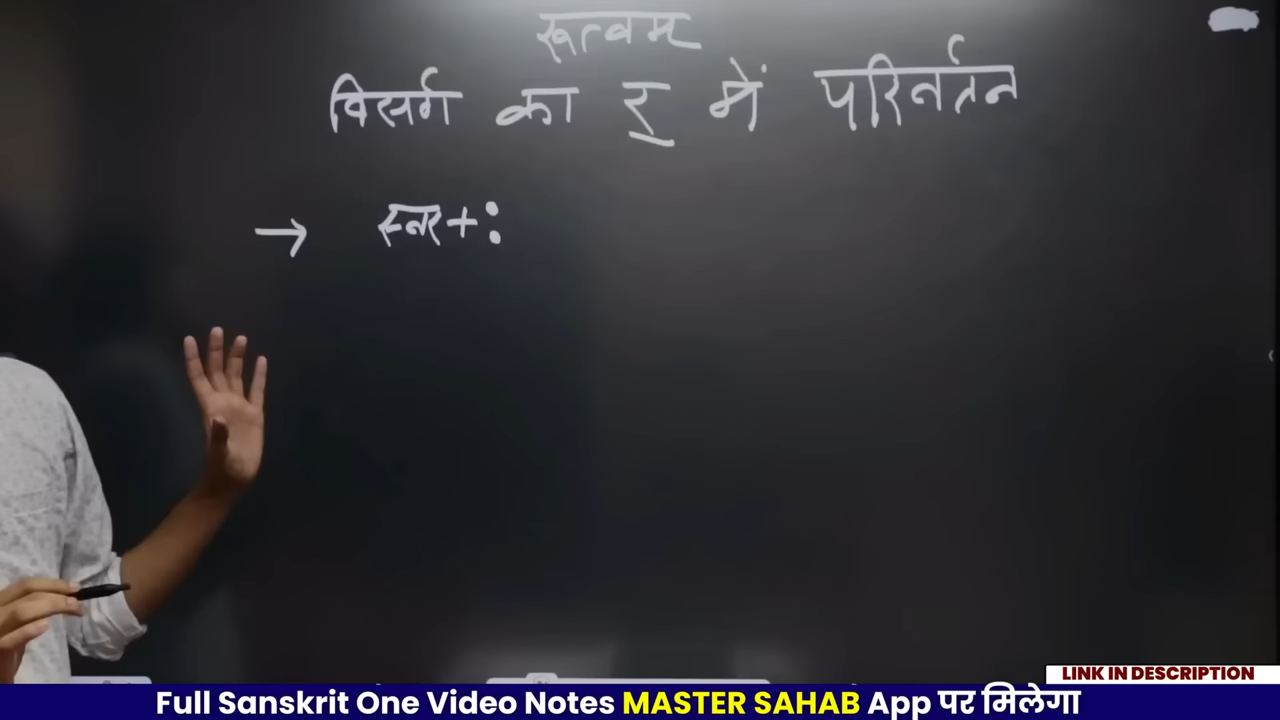 रूत्वम
विसर्ग का र् में परिवर्तन
→ स्वर + :
LINK IN DESCRIPTION
Full Sanskrit One Video Notes MASTER SAHAB App पर मिलेगा